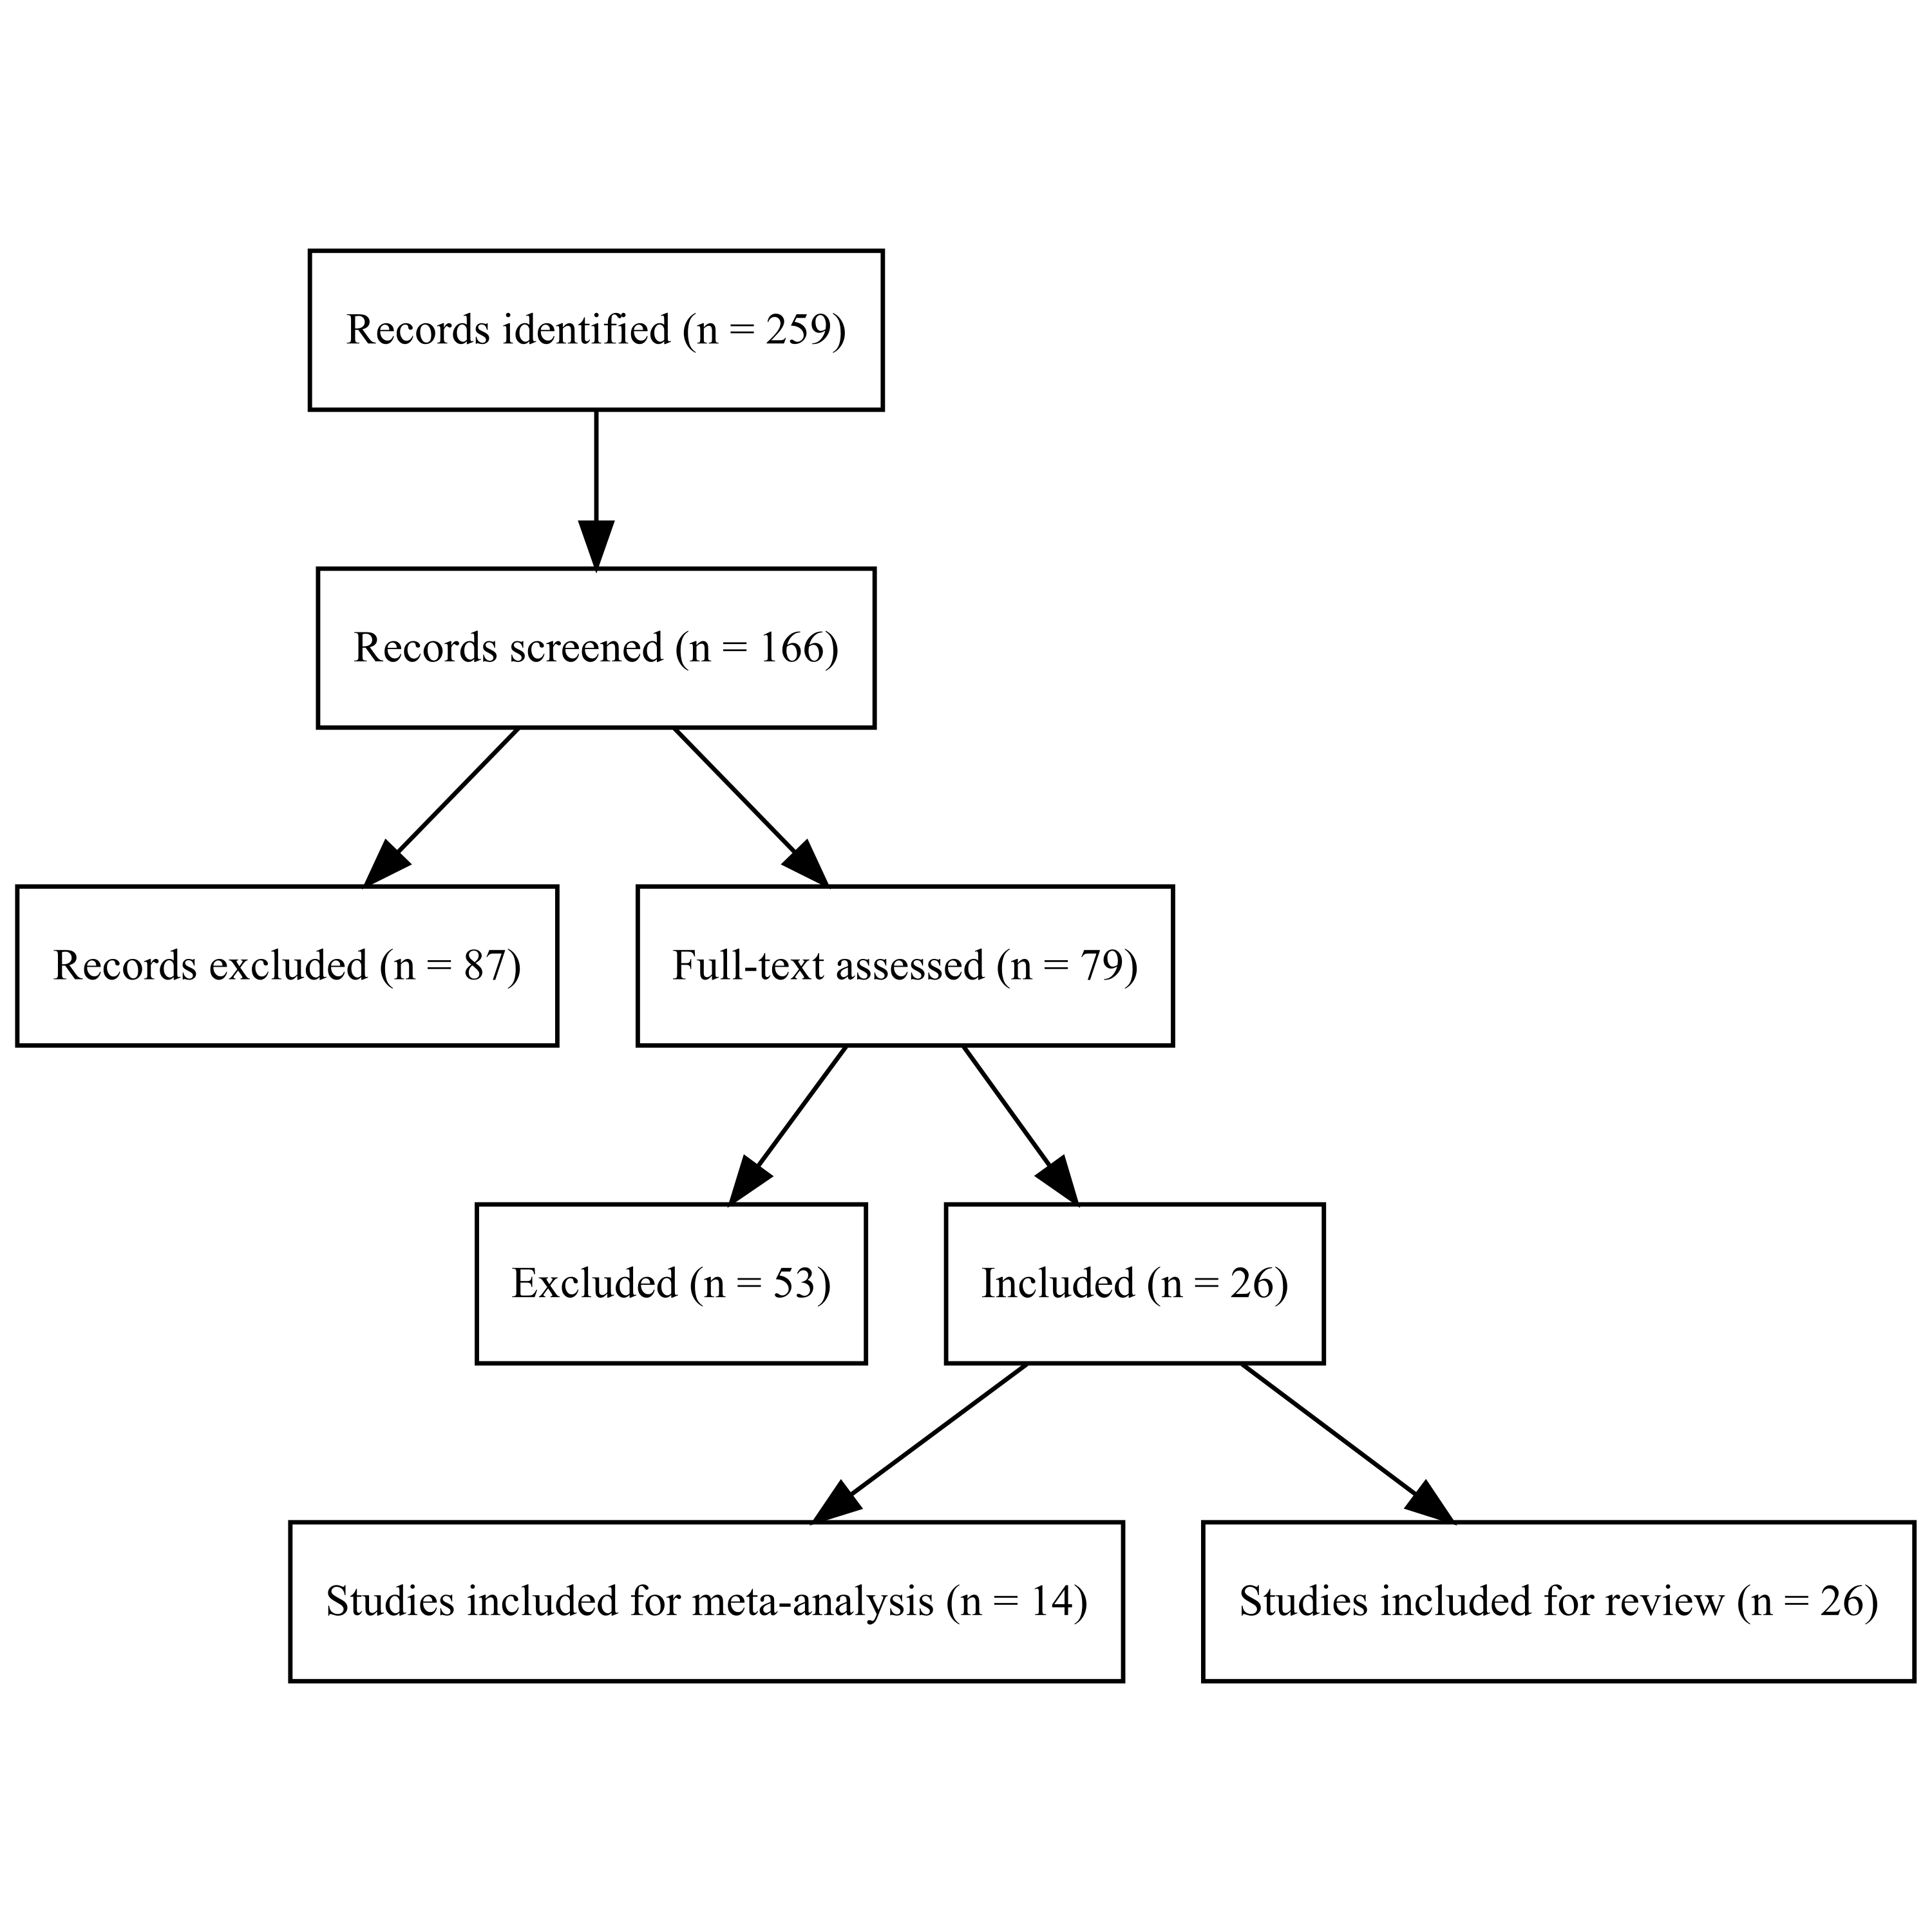 Records identified (n = 259)
Records screened (n = 166)
Records excluded (n = 87)
Full-text assessed (n = 79)
Excluded (n = 53)
Included (n = 26)
Studies included for meta-analysis (n = 14)
Studies included for review (n = 26)